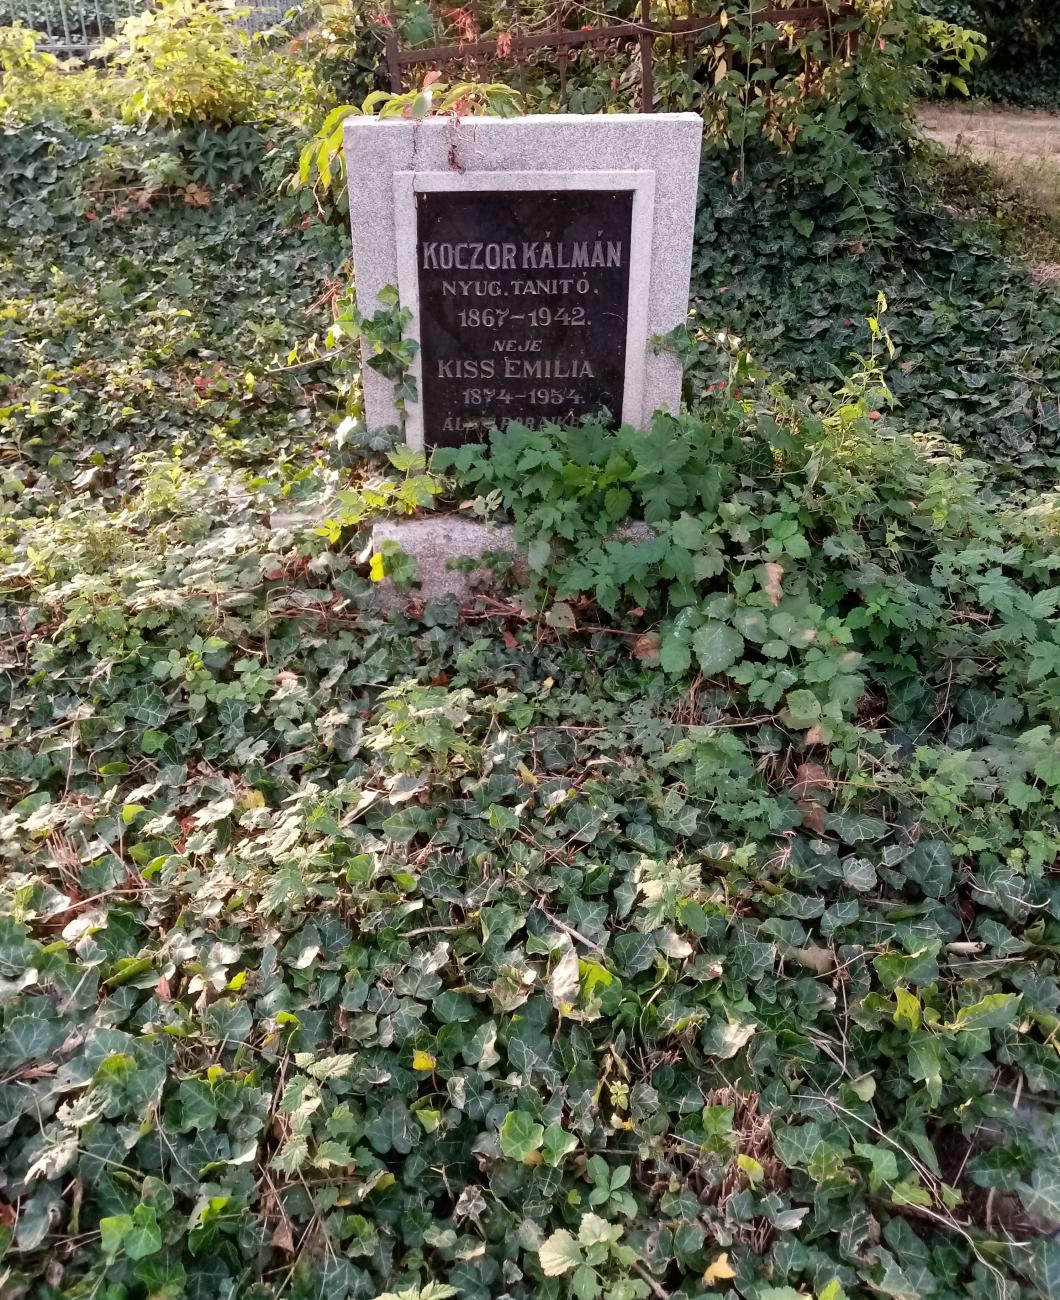 KOCZOR KÁLMÁN
NYUG. TANITÓ.
1867-1942.
NEJE
KISS EMILIA
1874-1954.